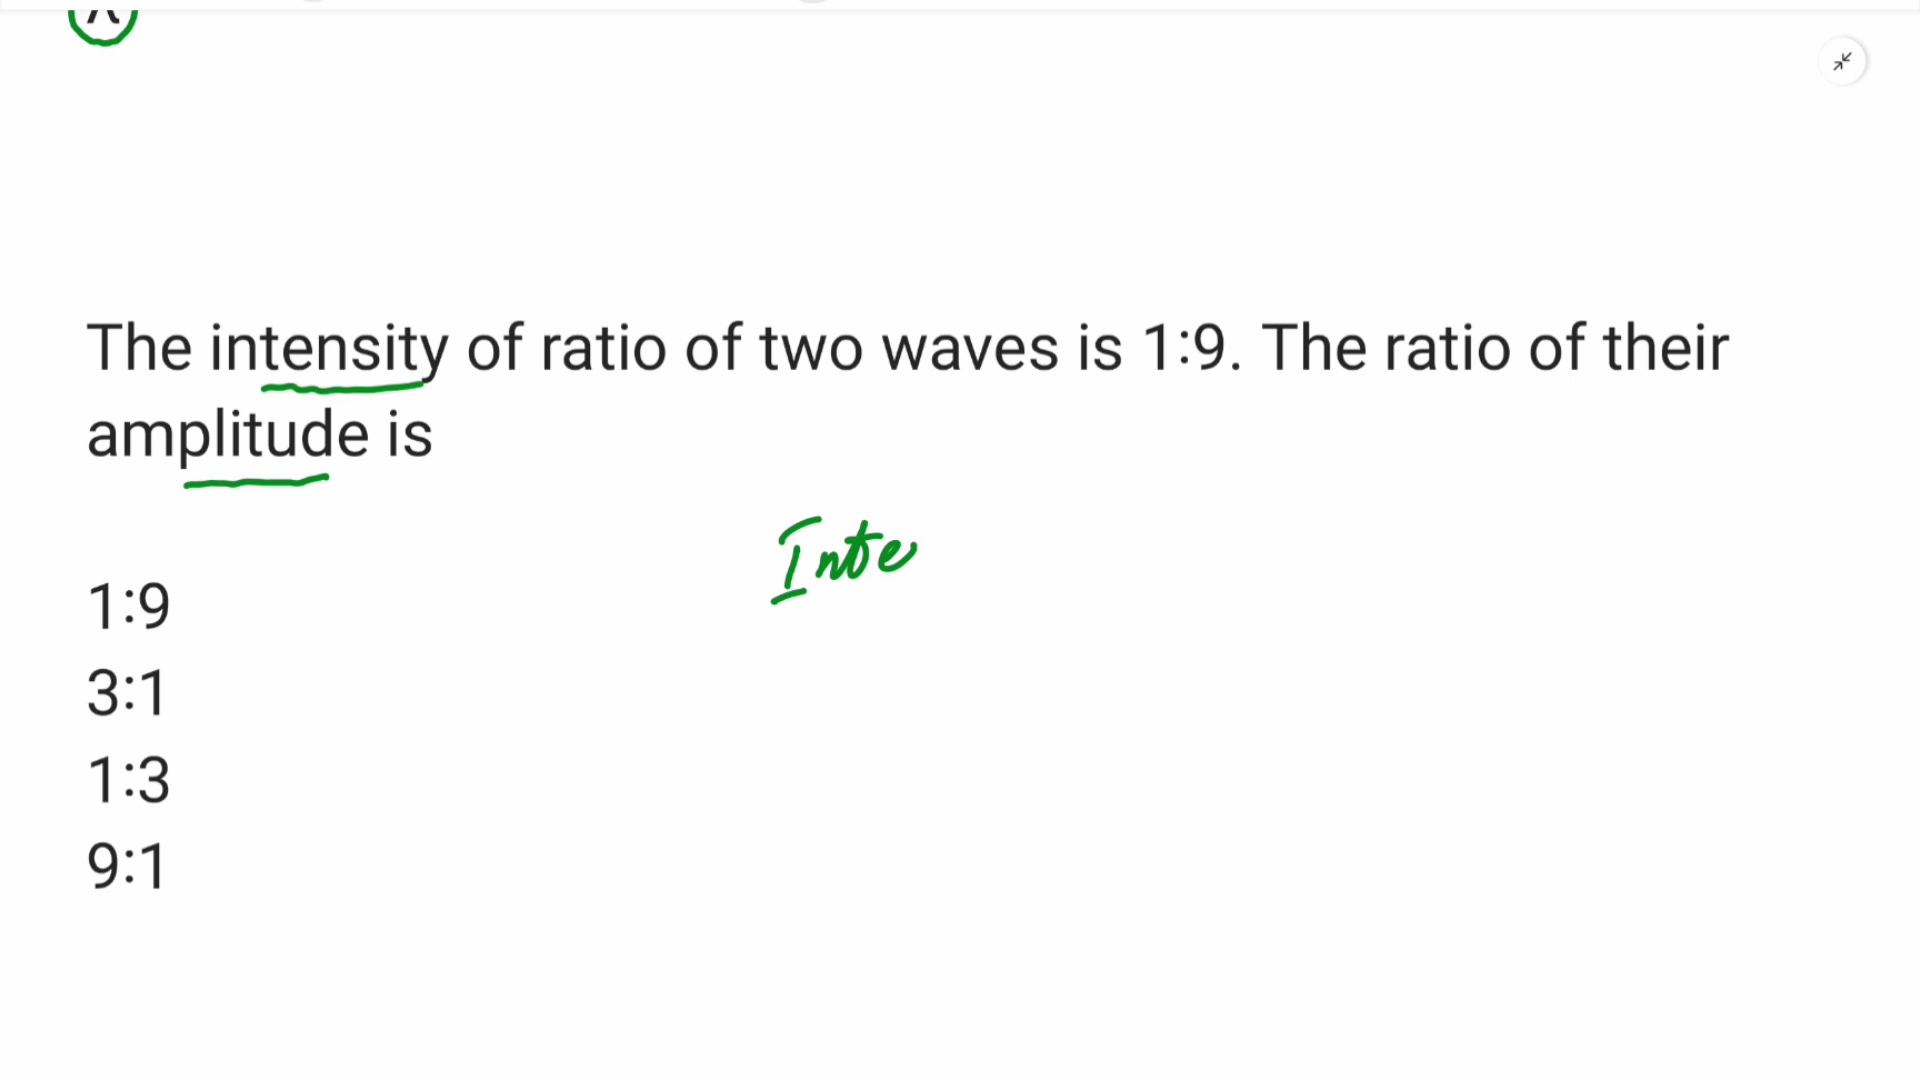 The intensity of ratio of two waves is 1:9. The ratio of their
amplitude is
Inte
1:9
3:1
1:3
9:1